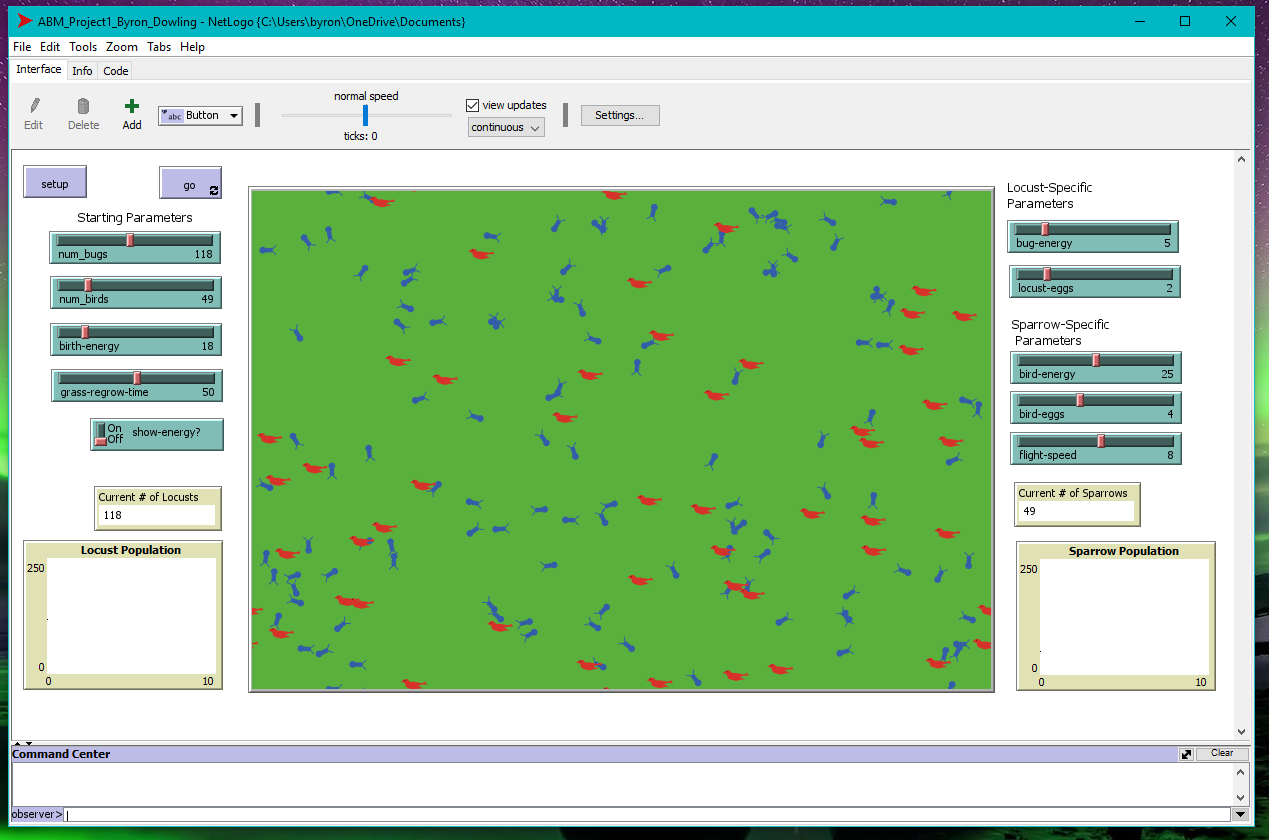 ABM_Project1_Byron_Dowling - NetLogo {C:\Users\byron\OneDrive\Documents}
File Edit Tools Zoom Tabs Help
Interface Info Code
normal speed
view updates
Edit Delete Add
abc Button
continuous
Settings...
ticks: 0
setup
go
Starting Parameters
num_bugs 118
num_birds 49
birth-energy 18
grass-regrow-time 50
On
Off
show-energy?
Current # of Locusts
118
Locust Population
250
0
0 10
Locust-Specific
Parameters
bug-energy 5
locust-eggs 2
Sparrow-Specific
Parameters
bird-energy 25
bird-eggs 4
flight-speed 8
Current # of Sparrows
49
Sparrow Population
250
0
0 10
Command Center
Clear
observer>